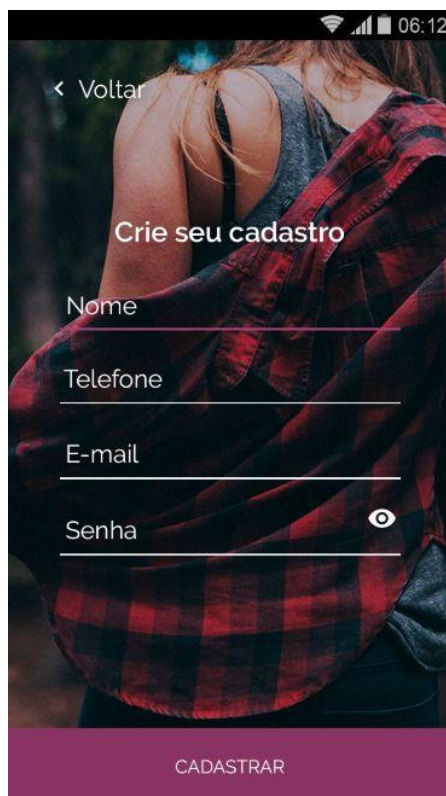 06:12
Voltar
Crie seu cadastro
Nome
Telefone
E-mail
Senha
CADASTRAR